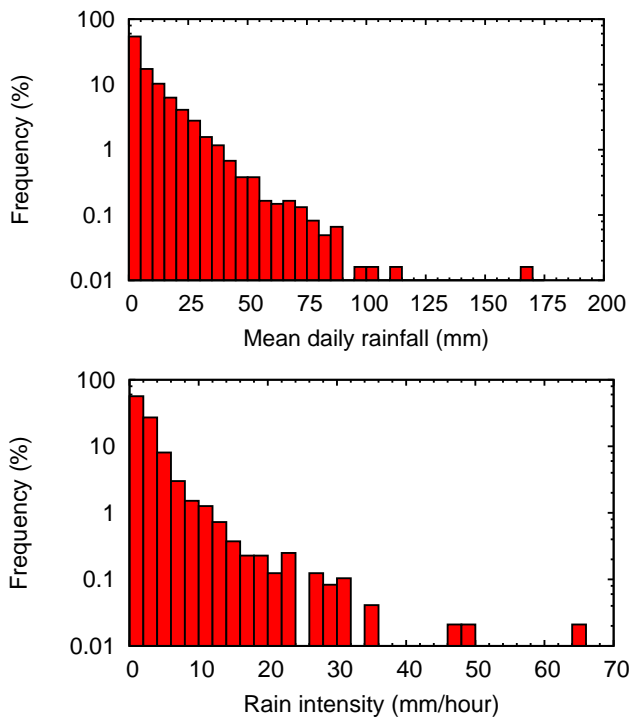 100
10
1
0.1
0.01
Frequency (%)
0 25 50 75 100 125 150 175 200
Mean daily rainfall (mm)
100
10
1
0.1
0.01
Frequency (%)
0 10 20 30 40 50 60 70
Rain intensity (mm/hour)